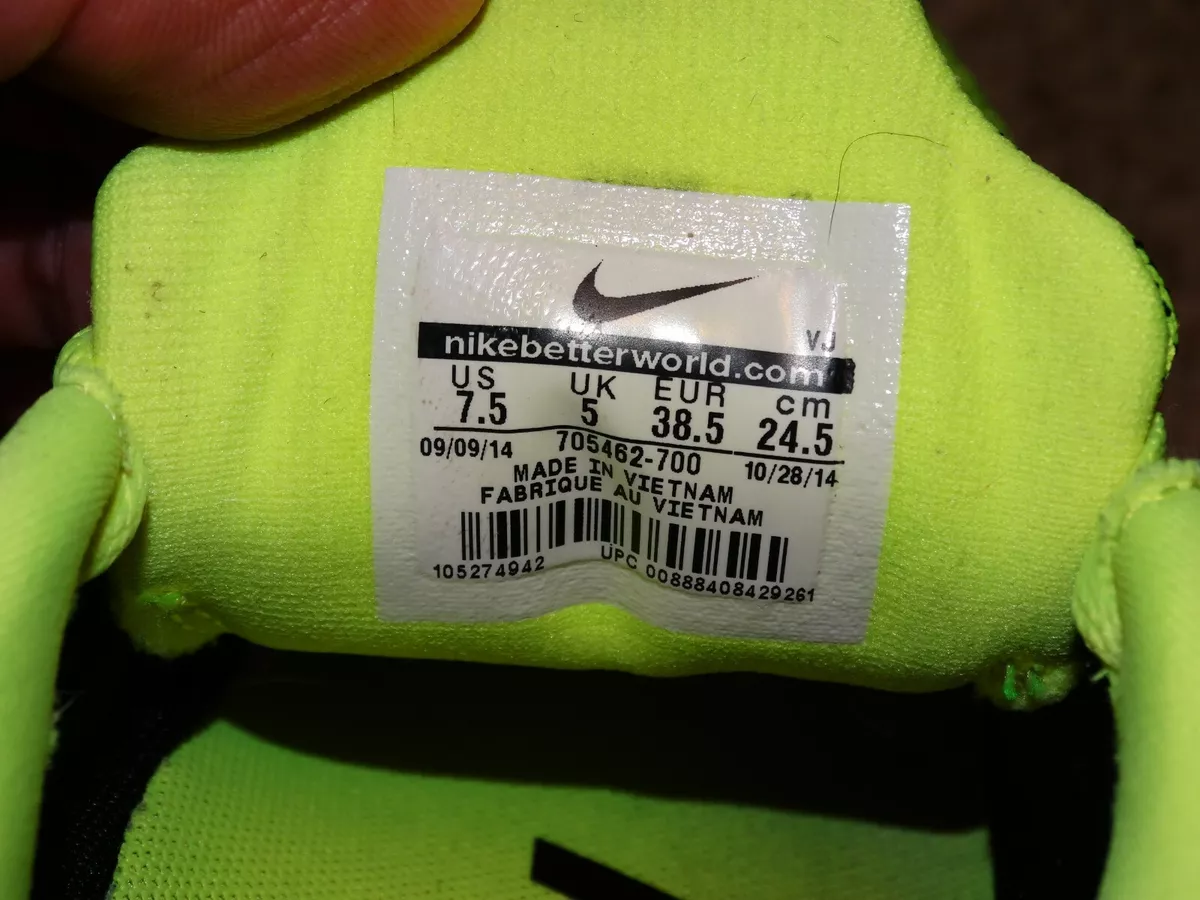 VJ
nikebetterworld.com
US UK EUR cm
7.5 5 38.5 24.5
09/09/14 705462-700 10/28/14
MADE IN VIETNAM
FABRIQUE AU VIETNAM
105274942 UPC 00888408429261